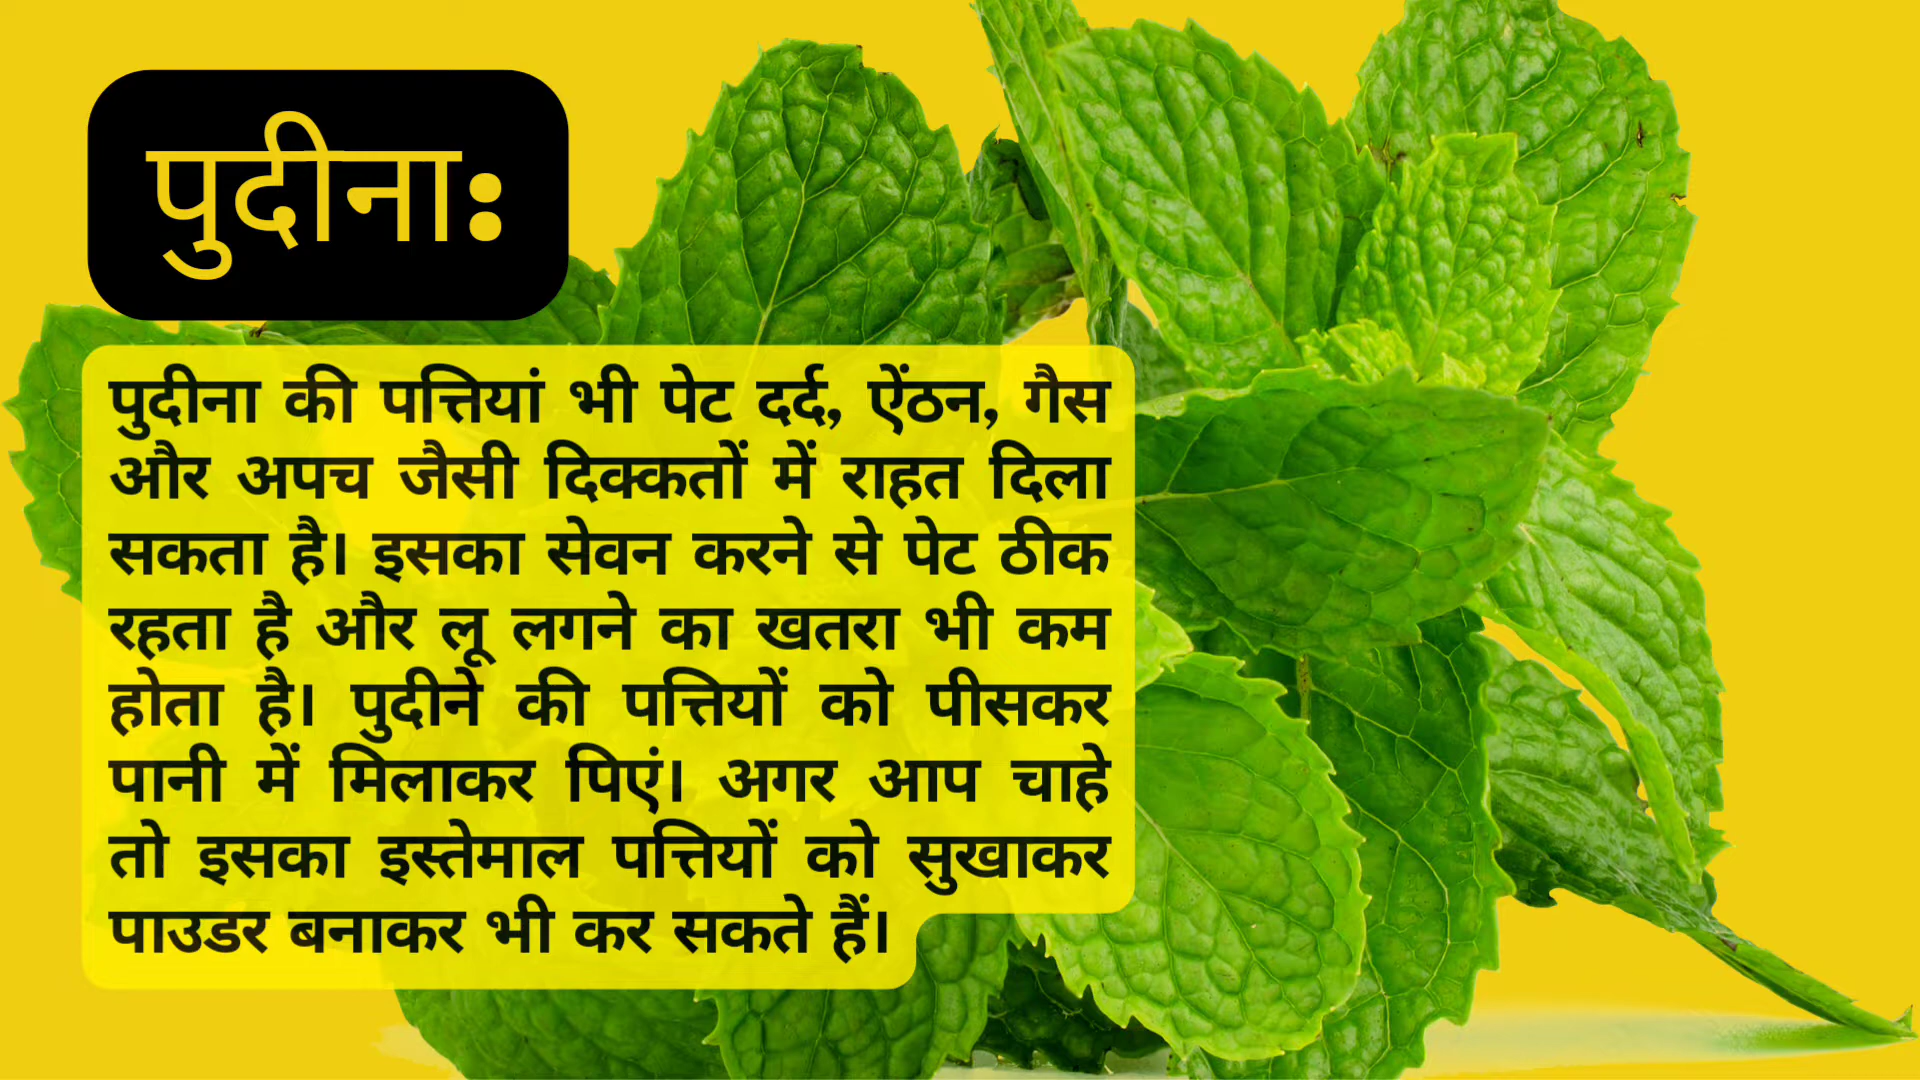 पुदीना:
पुदीना की पत्तियां भी पेट दर्द, ऐंठन, गैस
और अपच जैसी दिक्कतों में राहत दिला
सकता है। इसका सेवन करने से पेट ठीक
रहता है और लू लगने का खतरा भी कम
होता है। पुदीने की पत्तियों को पीसकर
पानी में मिलाकर पिएं। अगर आप चाहे
तो इसका इस्तेमाल पत्तियों को सुखाकर
पाउडर बनाकर भी कर सकते हैं।